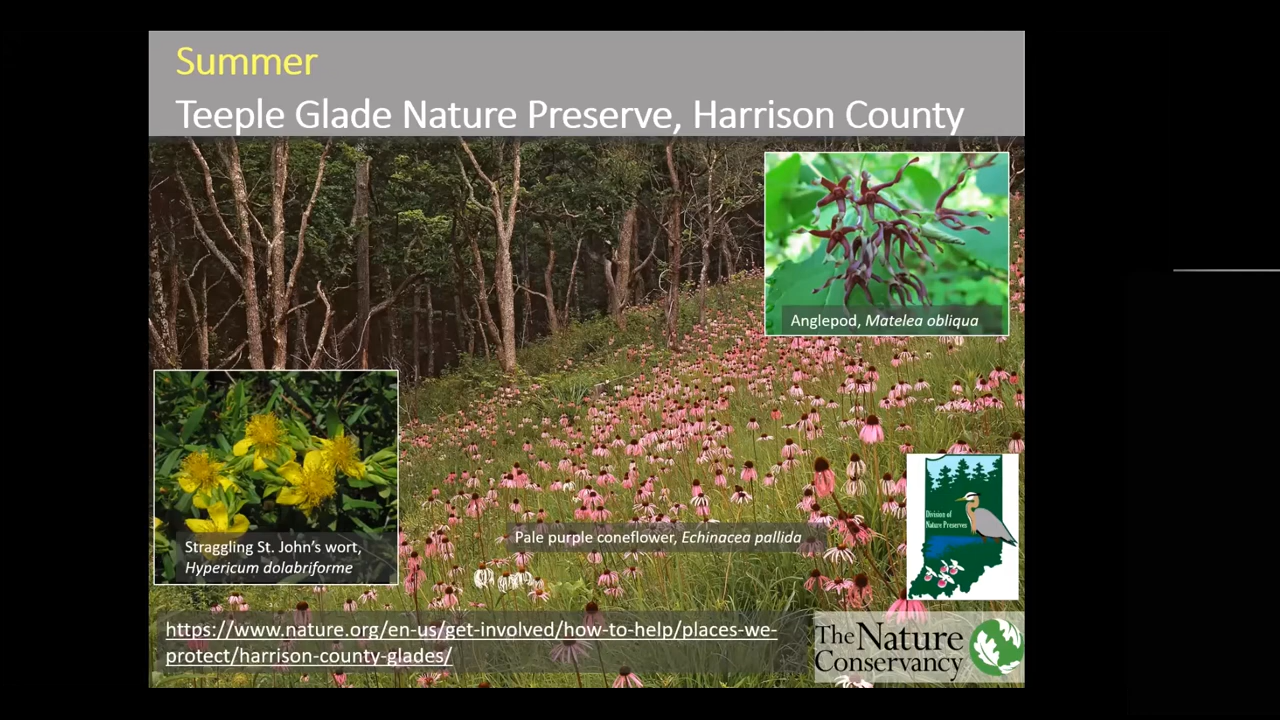 Summer
Teeple Glade Nature Preserve, Harrison County
Anglepod, Matelea obliqua
Straggling St. John’s wort,
Hypericum dolabriforme
Pale purple coneflower, Echinacea pallida
Division of
Nature Preserves
https://www.nature.org/en-us/get-involved/how-to-help/places-we-
protect/harrison-county-glades/
The Nature
Conservancy